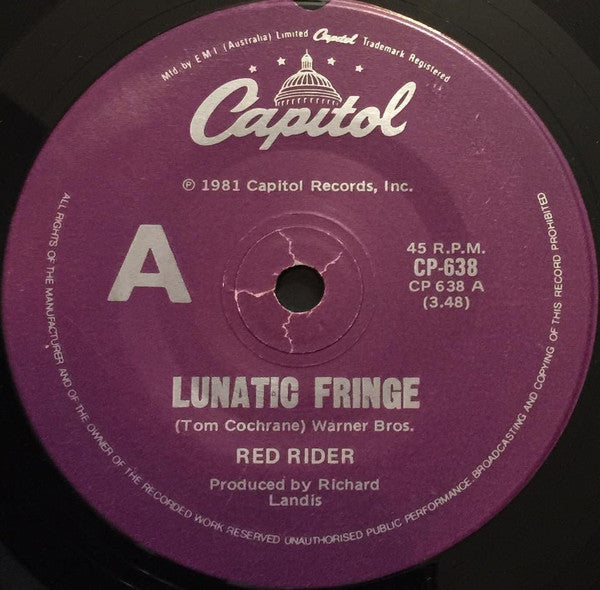 Mfd. by E M I (Australia) Limited Capitol Trademark Registered
Capitol
℗ 1981 Capitol Records, Inc.
A
45 R.P.M.
CP-638
CP 638 A
(3.48)
LUNATIC FRINGE
(Tom Cochrane) Warner Bros.
RED RIDER
Produced by Richard
Landis
ALL RIGHTS OF THE MANUFACTURER AND OF THE OWNER OF THE RECORDED WORK RESERVED UNAUTHORISED PUBLIC PERFORMANCE, BROADCASTING AND COPYING OF THIS RECORD PROHIBITED